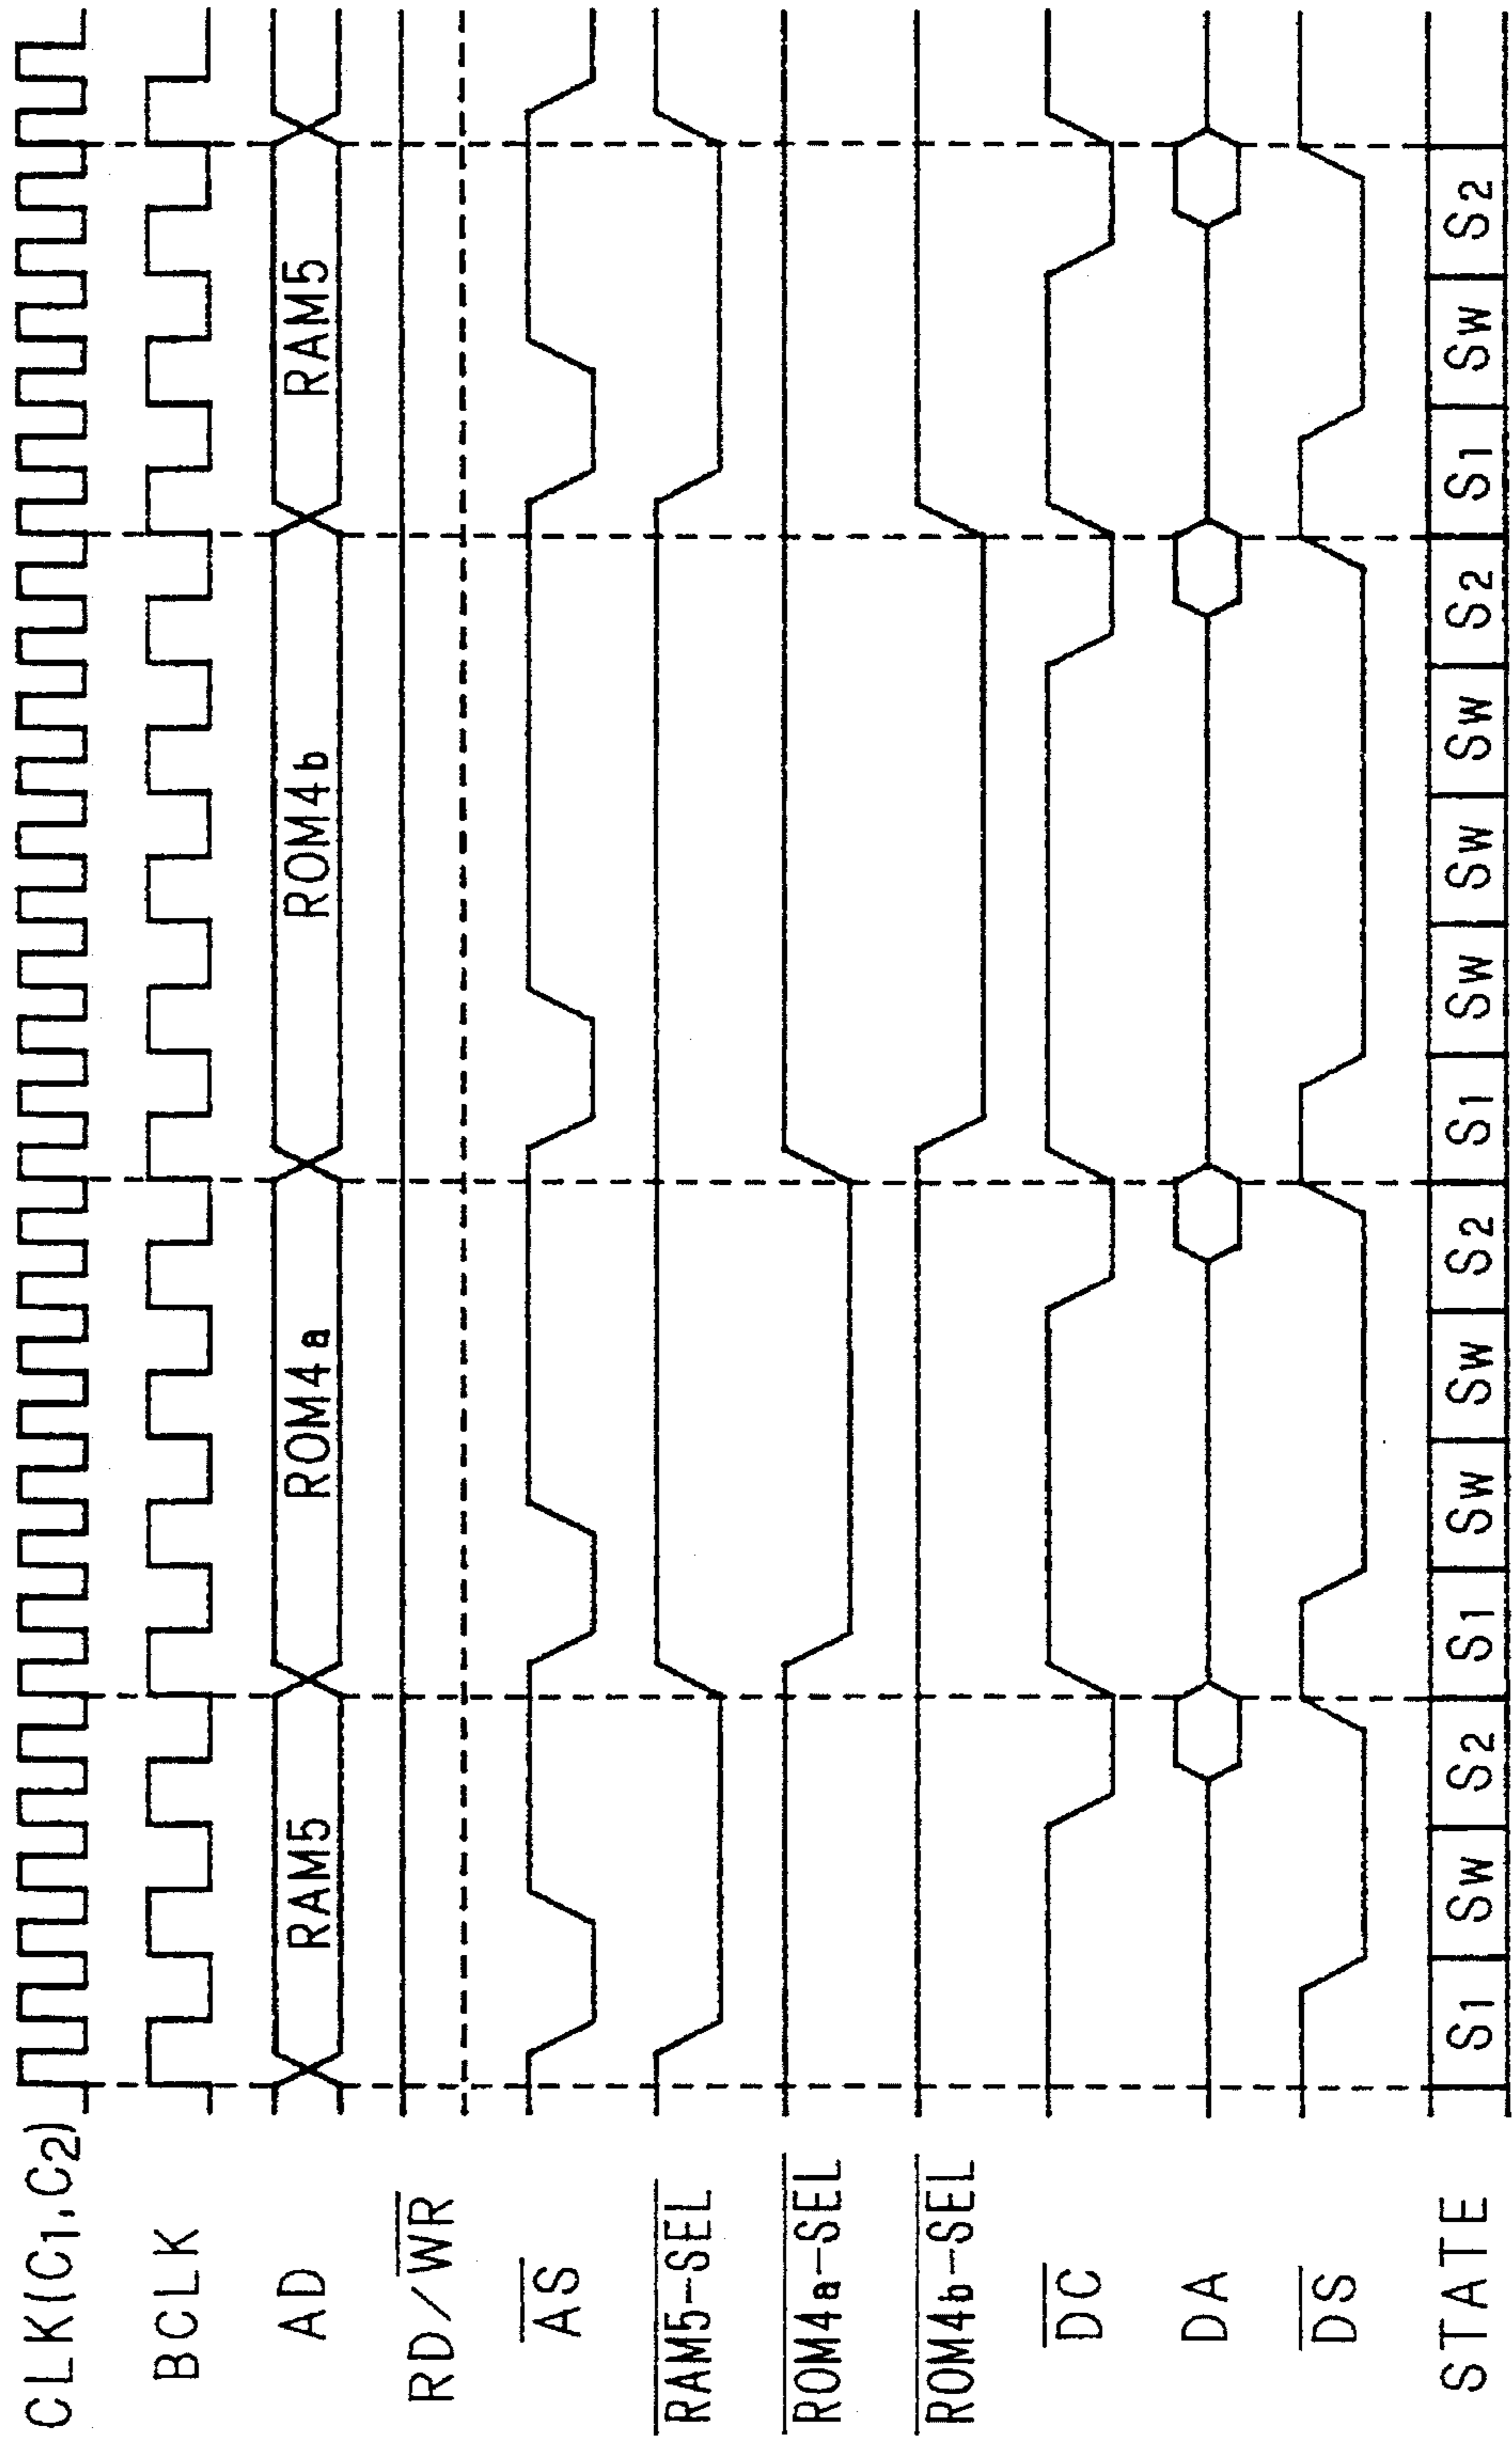 CLK(C1,C2)
BCLK
AD RAM5 ROM4a ROM4b RAM5
RD/WR
AS
RAM5-SEL
ROM4a-SEL
ROM4b-SEL
DC
DA
DS
STATE S1 SW S2 S1 SW SW S2 S1 SW SW SW S2 S1 SW S2